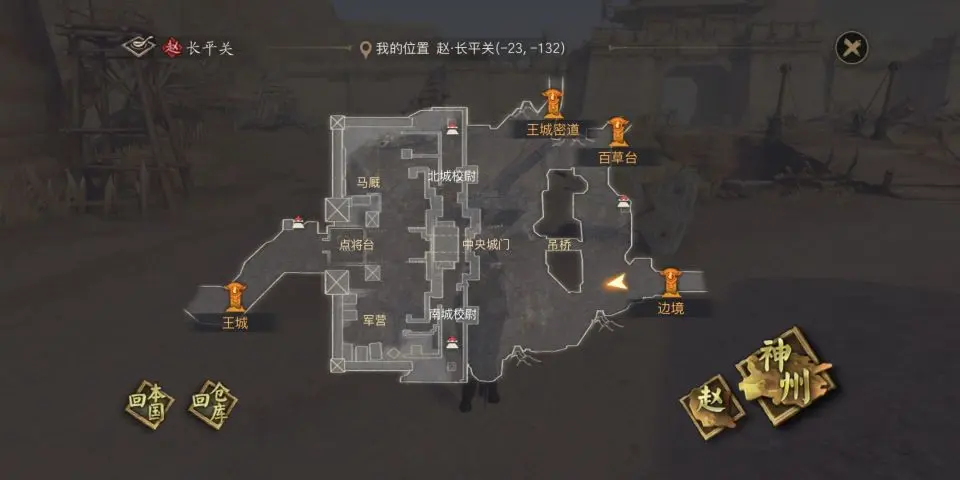 赵 长平关
我的位置 赵·长平关(-23, -132)
王城密道
百草台
马厩
北城校尉
点将台
中央城门
吊桥
王城
军营
南城校尉
边境
回本国
回仓库
赵
神州